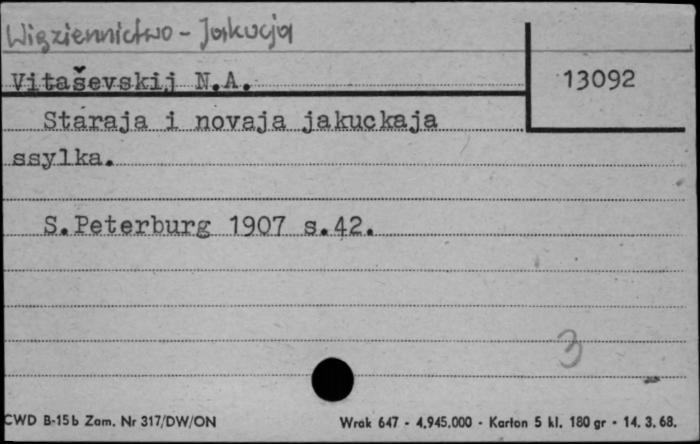 Więziennictwo - Jakucja
Vitaševskij N.A.
13092
Staraja i novaja jakuckaja
ssylka.
S.Peterburg 1907 s.42.
3
CWD B-15b Zam. Nr 317/DW/ON
Wrak 647 - 4.945.000 - Karton 5 kl. 180 gr - 14. 3. 68.